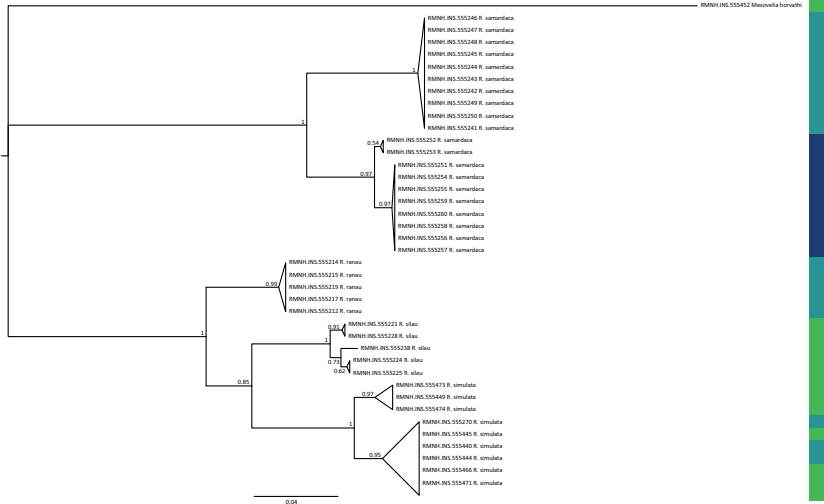 RMNH.INS.555452 Mesovelia horvathi
RMNH.INS.555246 R. samardaca
RMNH.INS.555247 R. samardaca
RMNH.INS.555248 R. samardaca
RMNH.INS.555245 R. samardaca
RMNH.INS.555244 R. samardaca
1
RMNH.INS.555243 R. samardaca
RMNH.INS.555242 R. samardaca
RMNH.INS.555249 R. samardaca
RMNH.INS.555250 R. samardaca
1
RMNH.INS.555241 R. samardaca
0.54
RMNH.INS.555252 R. samardaca
RMNH.INS.555253 R. samardaca
RMNH.INS.555251 R. samardaca
0.97
RMNH.INS.555254 R. samardaca
RMNH.INS.555255 R. samardaca
RMNH.INS.555259 R. samardaca
0.97
RMNH.INS.555260 R. samardaca
RMNH.INS.555258 R. samardaca
RMNH.INS.555256 R. samardaca
RMNH.INS.555257 R. samardaca
RMNH.INS.555214 R. ranau
RMNH.INS.555215 R. ranau
0.99
RMNH.INS.555219 R. ranau
RMNH.INS.555217 R. ranau
RMNH.INS.555212 R. ranau
RMNH.INS.555221 R. silau
0.91
1
RMNH.INS.555228 R. silau
1
RMNH.INS.555238 R. silau
0.73
RMNH.INS.555224 R. silau
0.62
RMNH.INS.555225 R. silau
0.85
RMNH.INS.555473 R. simulata
0.97
RMNH.INS.555449 R. simulata
RMNH.INS.555474 R. simulata
RMNH.INS.555270 R. simulata
1
RMNH.INS.555445 R. simulata
RMNH.INS.555440 R. simulata
0.95
RMNH.INS.555444 R. simulata
RMNH.INS.555466 R. simulata
RMNH.INS.555471 R. simulata
0.04